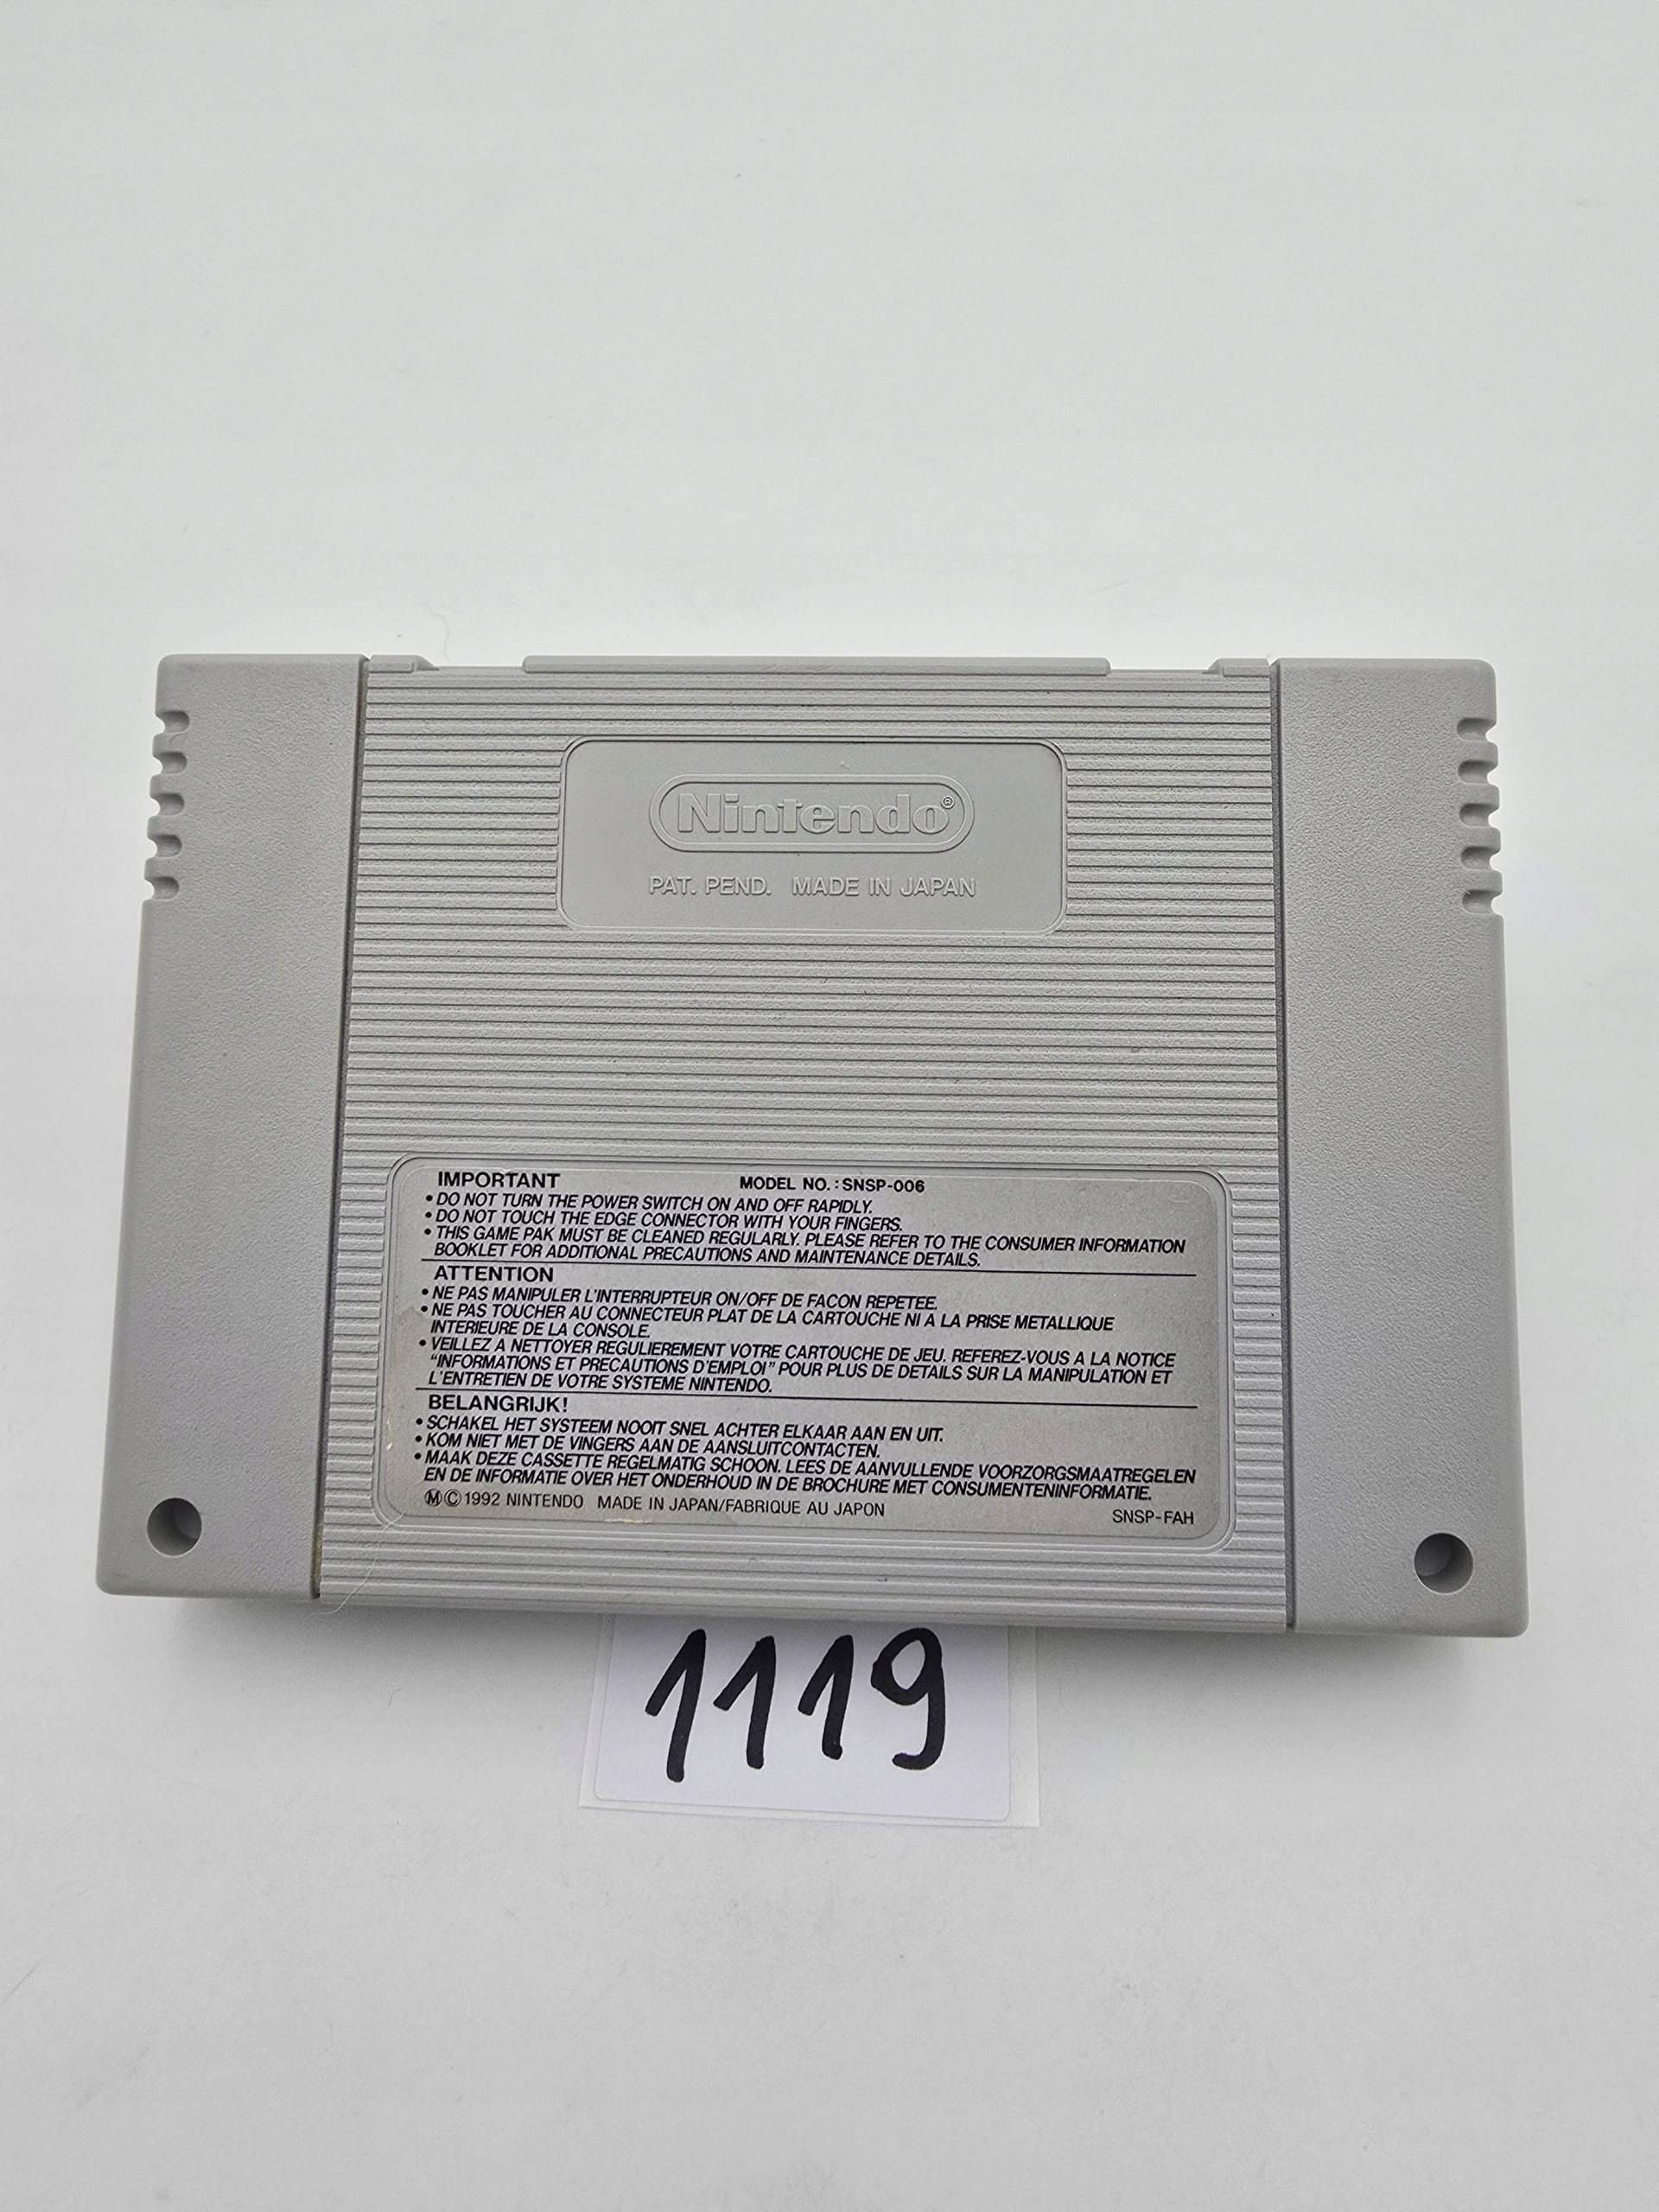 Nintendo®
PAT. PEND. MADE IN JAPAN
IMPORTANT MODEL NO.: SNSP-006
• DO NOT TURN THE POWER SWITCH ON AND OFF RAPIDLY.
• DO NOT TOUCH THE EDGE CONNECTOR WITH YOUR FINGERS.
• THIS GAME PAK MUST BE CLEANED REGULARLY. PLEASE REFER TO THE CONSUMER INFORMATION
BOOKLET FOR ADDITIONAL PRECAUTIONS AND MAINTENANCE DETAILS.
ATTENTION
• NE PAS MANIPULER L'INTERRUPTEUR ON/OFF DE FACON REPETEE.
• NE PAS TOUCHER AU CONNECTEUR PLAT DE LA CARTOUCHE NI A LA PRISE METALLIQUE
INTERIEURE DE LA CONSOLE.
• VEILLEZ A NETTOYER REGULIEREMENT VOTRE CARTOUCHE DE JEU. REFEREZ-VOUS A LA NOTICE
"INFORMATIONS ET PRECAUTIONS D'EMPLOI" POUR PLUS DE DETAILS SUR LA MANIPULATION ET
L'ENTRETIEN DE VOTRE SYSTEME NINTENDO.
BELANGRIJK!
• SCHAKEL HET SYSTEEM NOOIT SNEL ACHTER ELKAAR AAN EN UIT.
• KOM NIET MET DE VINGERS AAN DE AANSLUITCONTACTEN.
• MAAK DEZE CASSETTE REGELMATIG SCHOON. LEES DE AANVULLENDE VOORZORGSMAATREGELEN
EN DE INFORMATIE OVER HET ONDERHOUD IN DE BROCHURE MET CONSUMENTENINFORMATIE.
Ⓜ©1992 NINTENDO MADE IN JAPAN/FABRIQUE AU JAPON
SNSP-FAH
1119